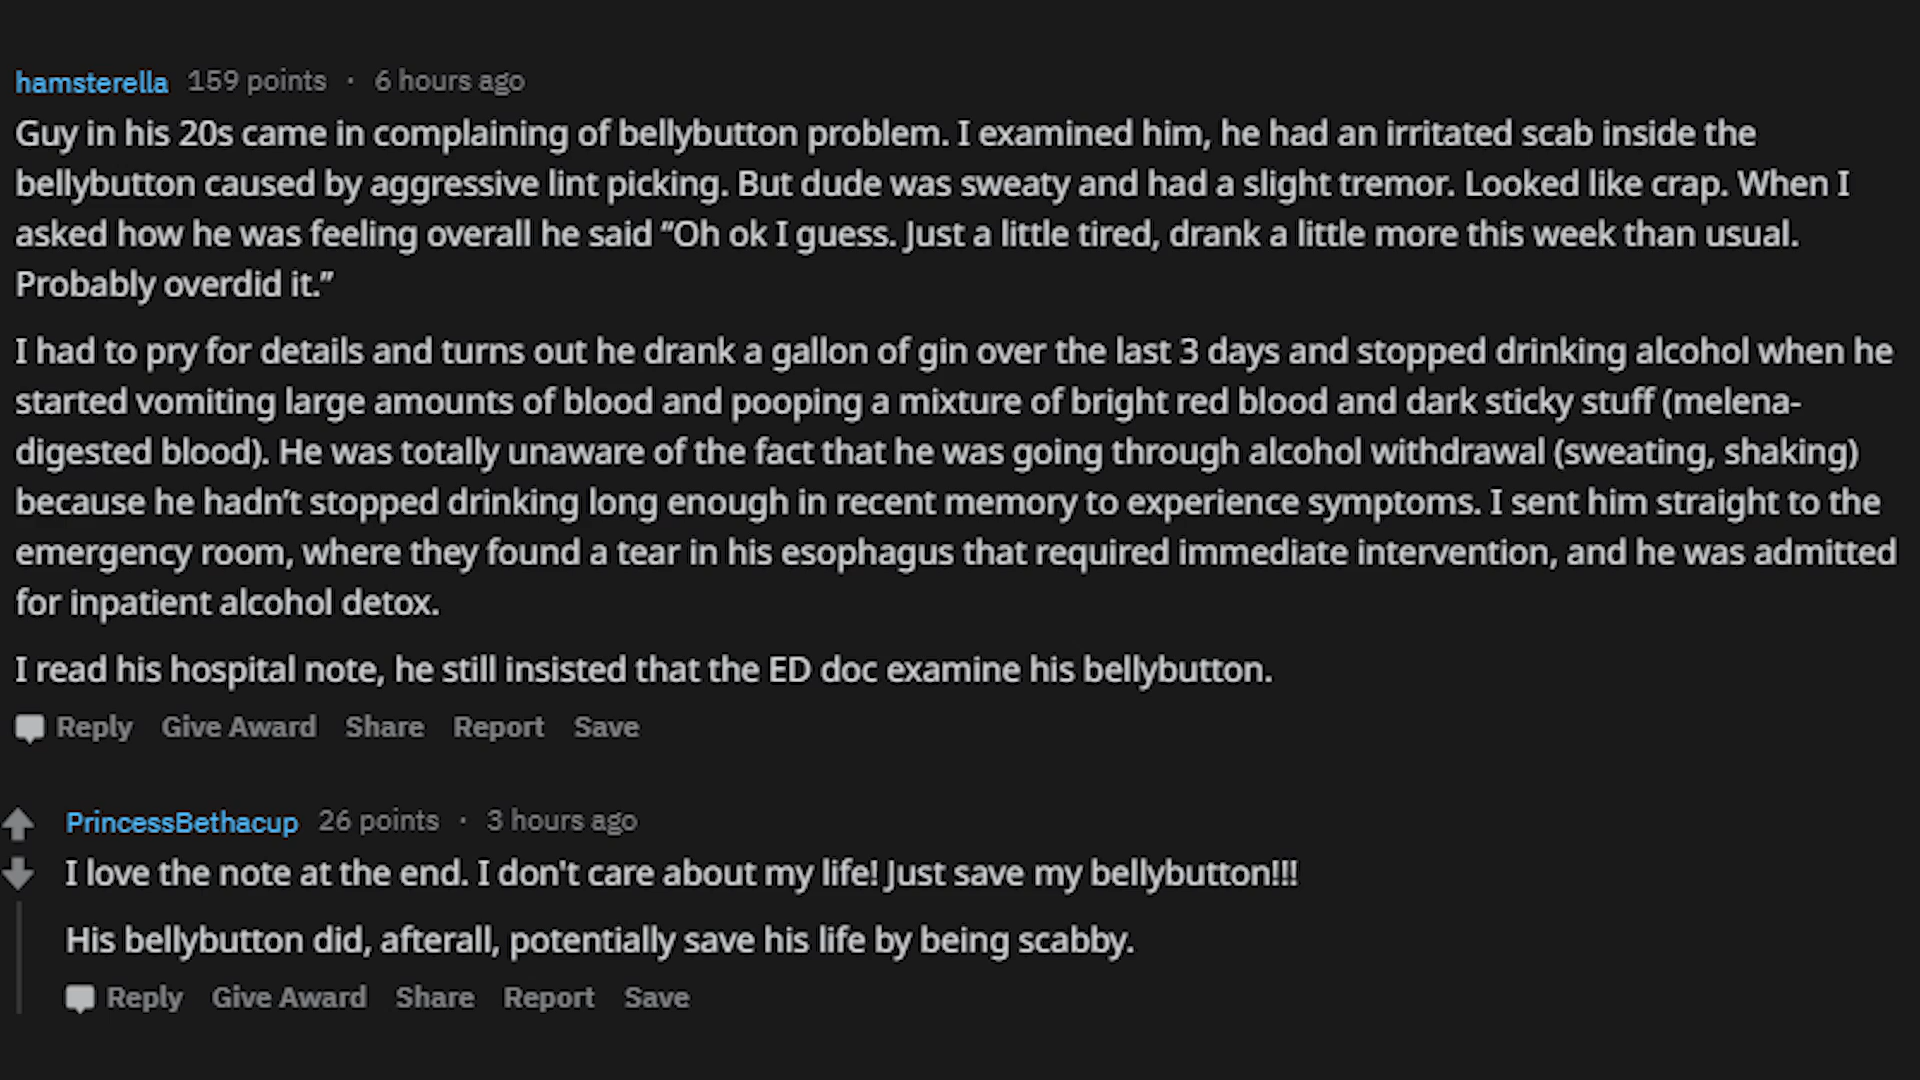 hamsterella 159 points · 6 hours ago
Guy in his 20s came in complaining of bellybutton problem. I examined him, he had an irritated scab inside the
bellybutton caused by aggressive lint picking. But dude was sweaty and had a slight tremor. Looked like crap. When I
asked how he was feeling overall he said “Oh ok I guess. Just a little tired, drank a little more this week than usual.
Probably overdid it.”
I had to pry for details and turns out he drank a gallon of gin over the last 3 days and stopped drinking alcohol when he
started vomiting large amounts of blood and pooping a mixture of bright red blood and dark sticky stuff (melena-
digested blood). He was totally unaware of the fact that he was going through alcohol withdrawal (sweating, shaking)
because he hadn’t stopped drinking long enough in recent memory to experience symptoms. I sent him straight to the
emergency room, where they found a tear in his esophagus that required immediate intervention, and he was admitted
for inpatient alcohol detox.
I read his hospital note, he still insisted that the ED doc examine his bellybutton.
Reply Give Award Share Report Save
PrincessBethacup 26 points · 3 hours ago
I love the note at the end. I don't care about my life! Just save my bellybutton!!!
His bellybutton did, afterall, potentially save his life by being scabby.
Reply Give Award Share Report Save